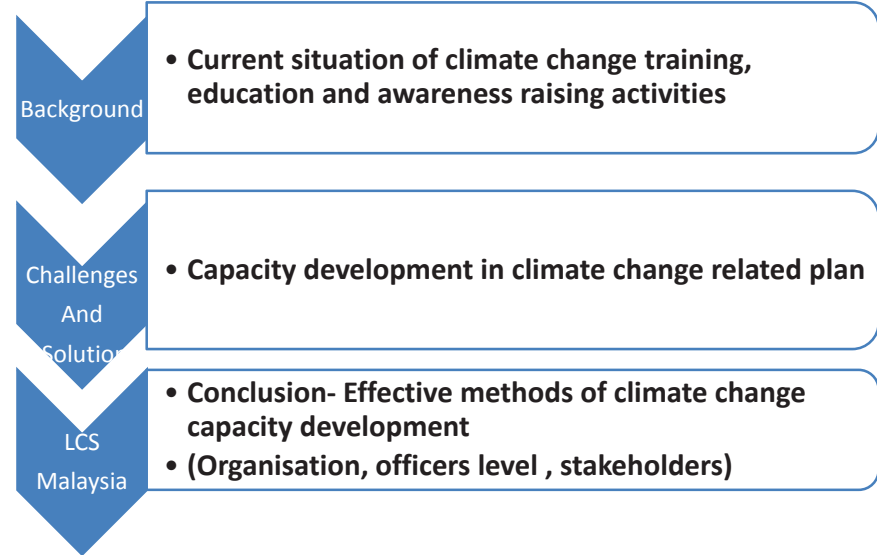 Background
• Current situation of climate change training,
education and awareness raising activities
Challenges
And
Solution
• Capacity development in climate change related plan
LCS
Malaysia
• Conclusion- Effective methods of climate change
capacity development
• (Organisation, officers level , stakeholders)